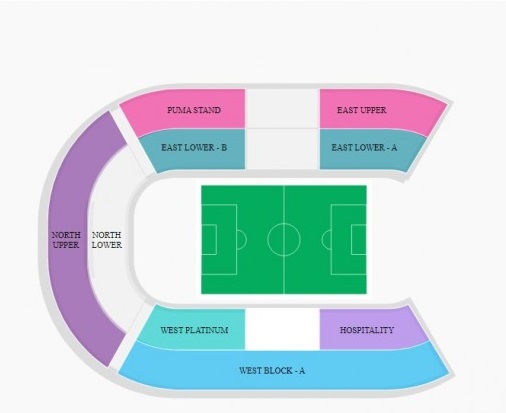 PUMA STAND
EAST UPPER
EAST LOWER - B
EAST LOWER - A
NORTH
UPPER
NORTH
LOWER
WEST PLATINUM
HOSPITALITY
WEST BLOCK - A